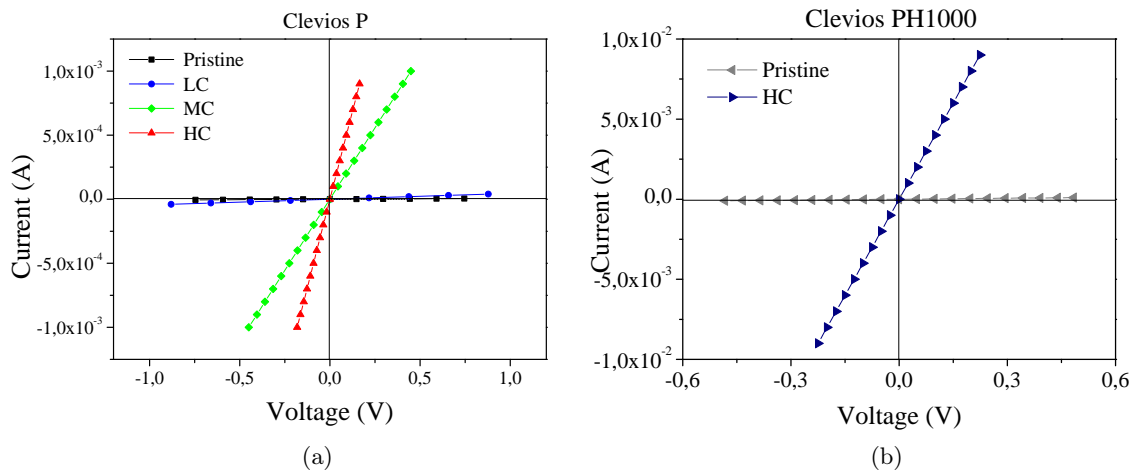 Clevios P
Pristine
LC
MC
HC
1,0x10⁻³
5,0x10⁻⁴
0,0
-5,0x10⁻⁴
-1,0x10⁻³
Current (A)
-1,0 -0,5 0,0 0,5 1,0
Voltage (V)
(a)
Clevios PH1000
Pristine
HC
1,0x10⁻²
5,0x10⁻³
0,0
-5,0x10⁻³
-1,0x10⁻²
Current (A)
-0,6 -0,3 0,0 0,3 0,6
Voltage (V)
(b)